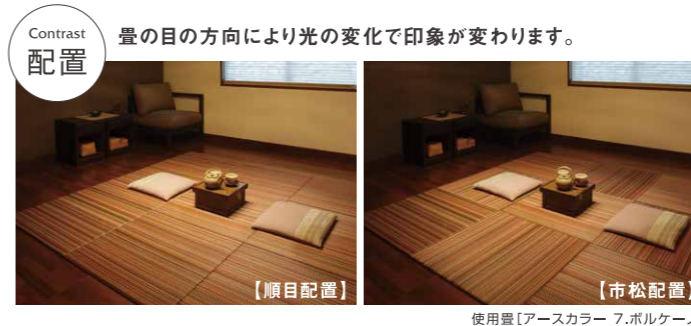 Contrast
配置
畳の目の方向により光の変化で印象が変わります。
【順目配置】
【市松配置】
使用畳[アースカラー 7.ボルケーノ